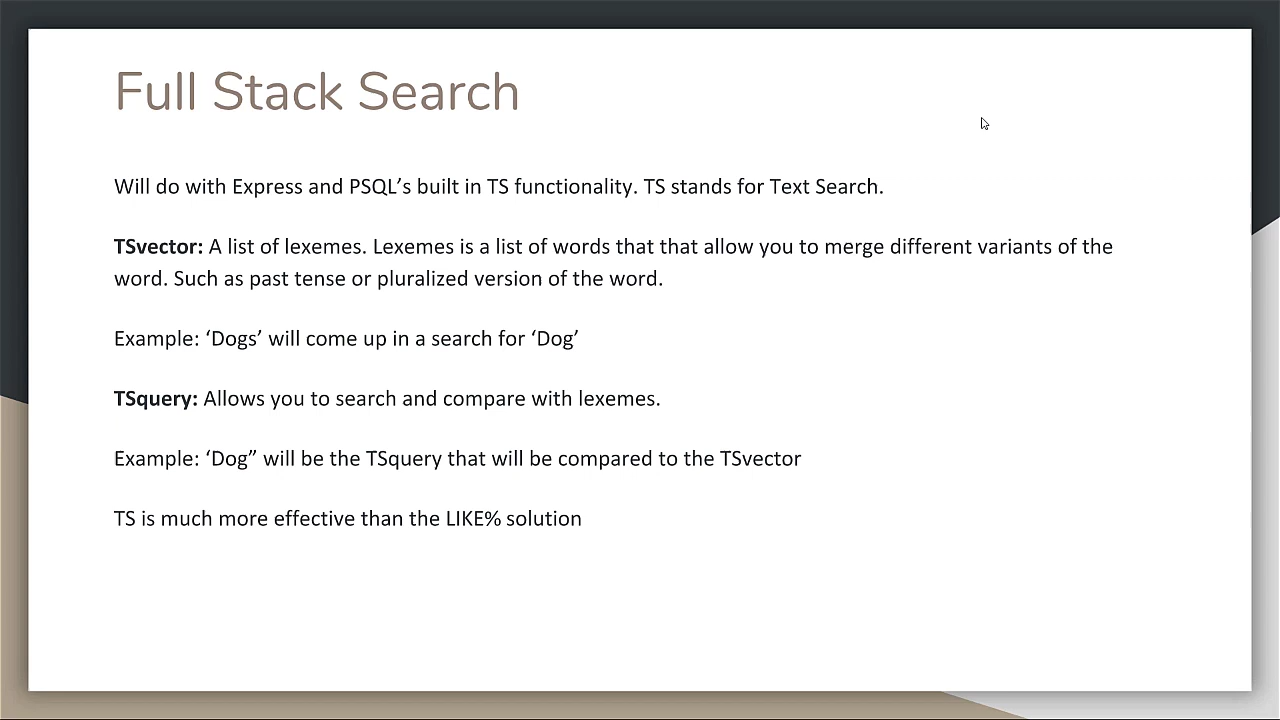 Full Stack Search
Will do with Express and PSQL’s built in TS functionality. TS stands for Text Search.
TSvector: A list of lexemes. Lexemes is a list of words that that allow you to merge different variants of the
word. Such as past tense or pluralized version of the word.
Example: ‘Dogs’ will come up in a search for ‘Dog’
TSquery: Allows you to search and compare with lexemes.
Example: ‘Dog” will be the TSquery that will be compared to the TSvector
TS is much more effective than the LIKE% solution